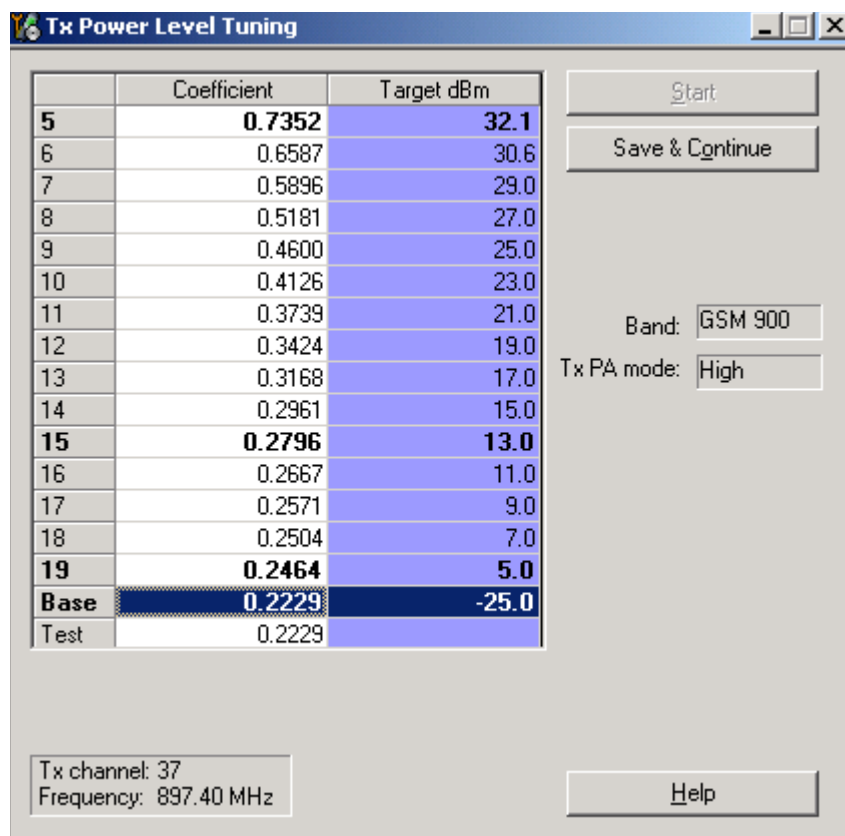 Tx Power Level Tuning
Coefficient Target dBm
5 0.7352 32.1
6 0.6587 30.6
7 0.5896 29.0
8 0.5181 27.0
9 0.4600 25.0
10 0.4126 23.0
11 0.3739 21.0
12 0.3424 19.0
13 0.3168 17.0
14 0.2961 15.0
15 0.2796 13.0
16 0.2667 11.0
17 0.2571 9.0
18 0.2504 7.0
19 0.2464 5.0
Base 0.2229 -25.0
Test 0.2229
Start
Save & Continue
Band: GSM 900
Tx PA mode: High
Tx channel: 37
Frequency: 897.40 MHz
Help